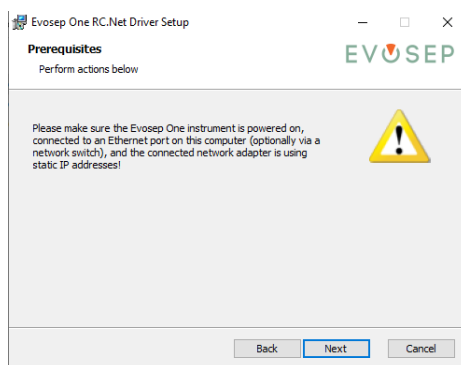 Evosep One RC.Net Driver Setup
Prerequisites
Perform actions below
EVOSEP
Please make sure the Evosep One instrument is powered on,
connected to an Ethernet port on this computer (optionally via a
network switch), and the connected network adapter is using
static IP addresses!
Back
Next
Cancel